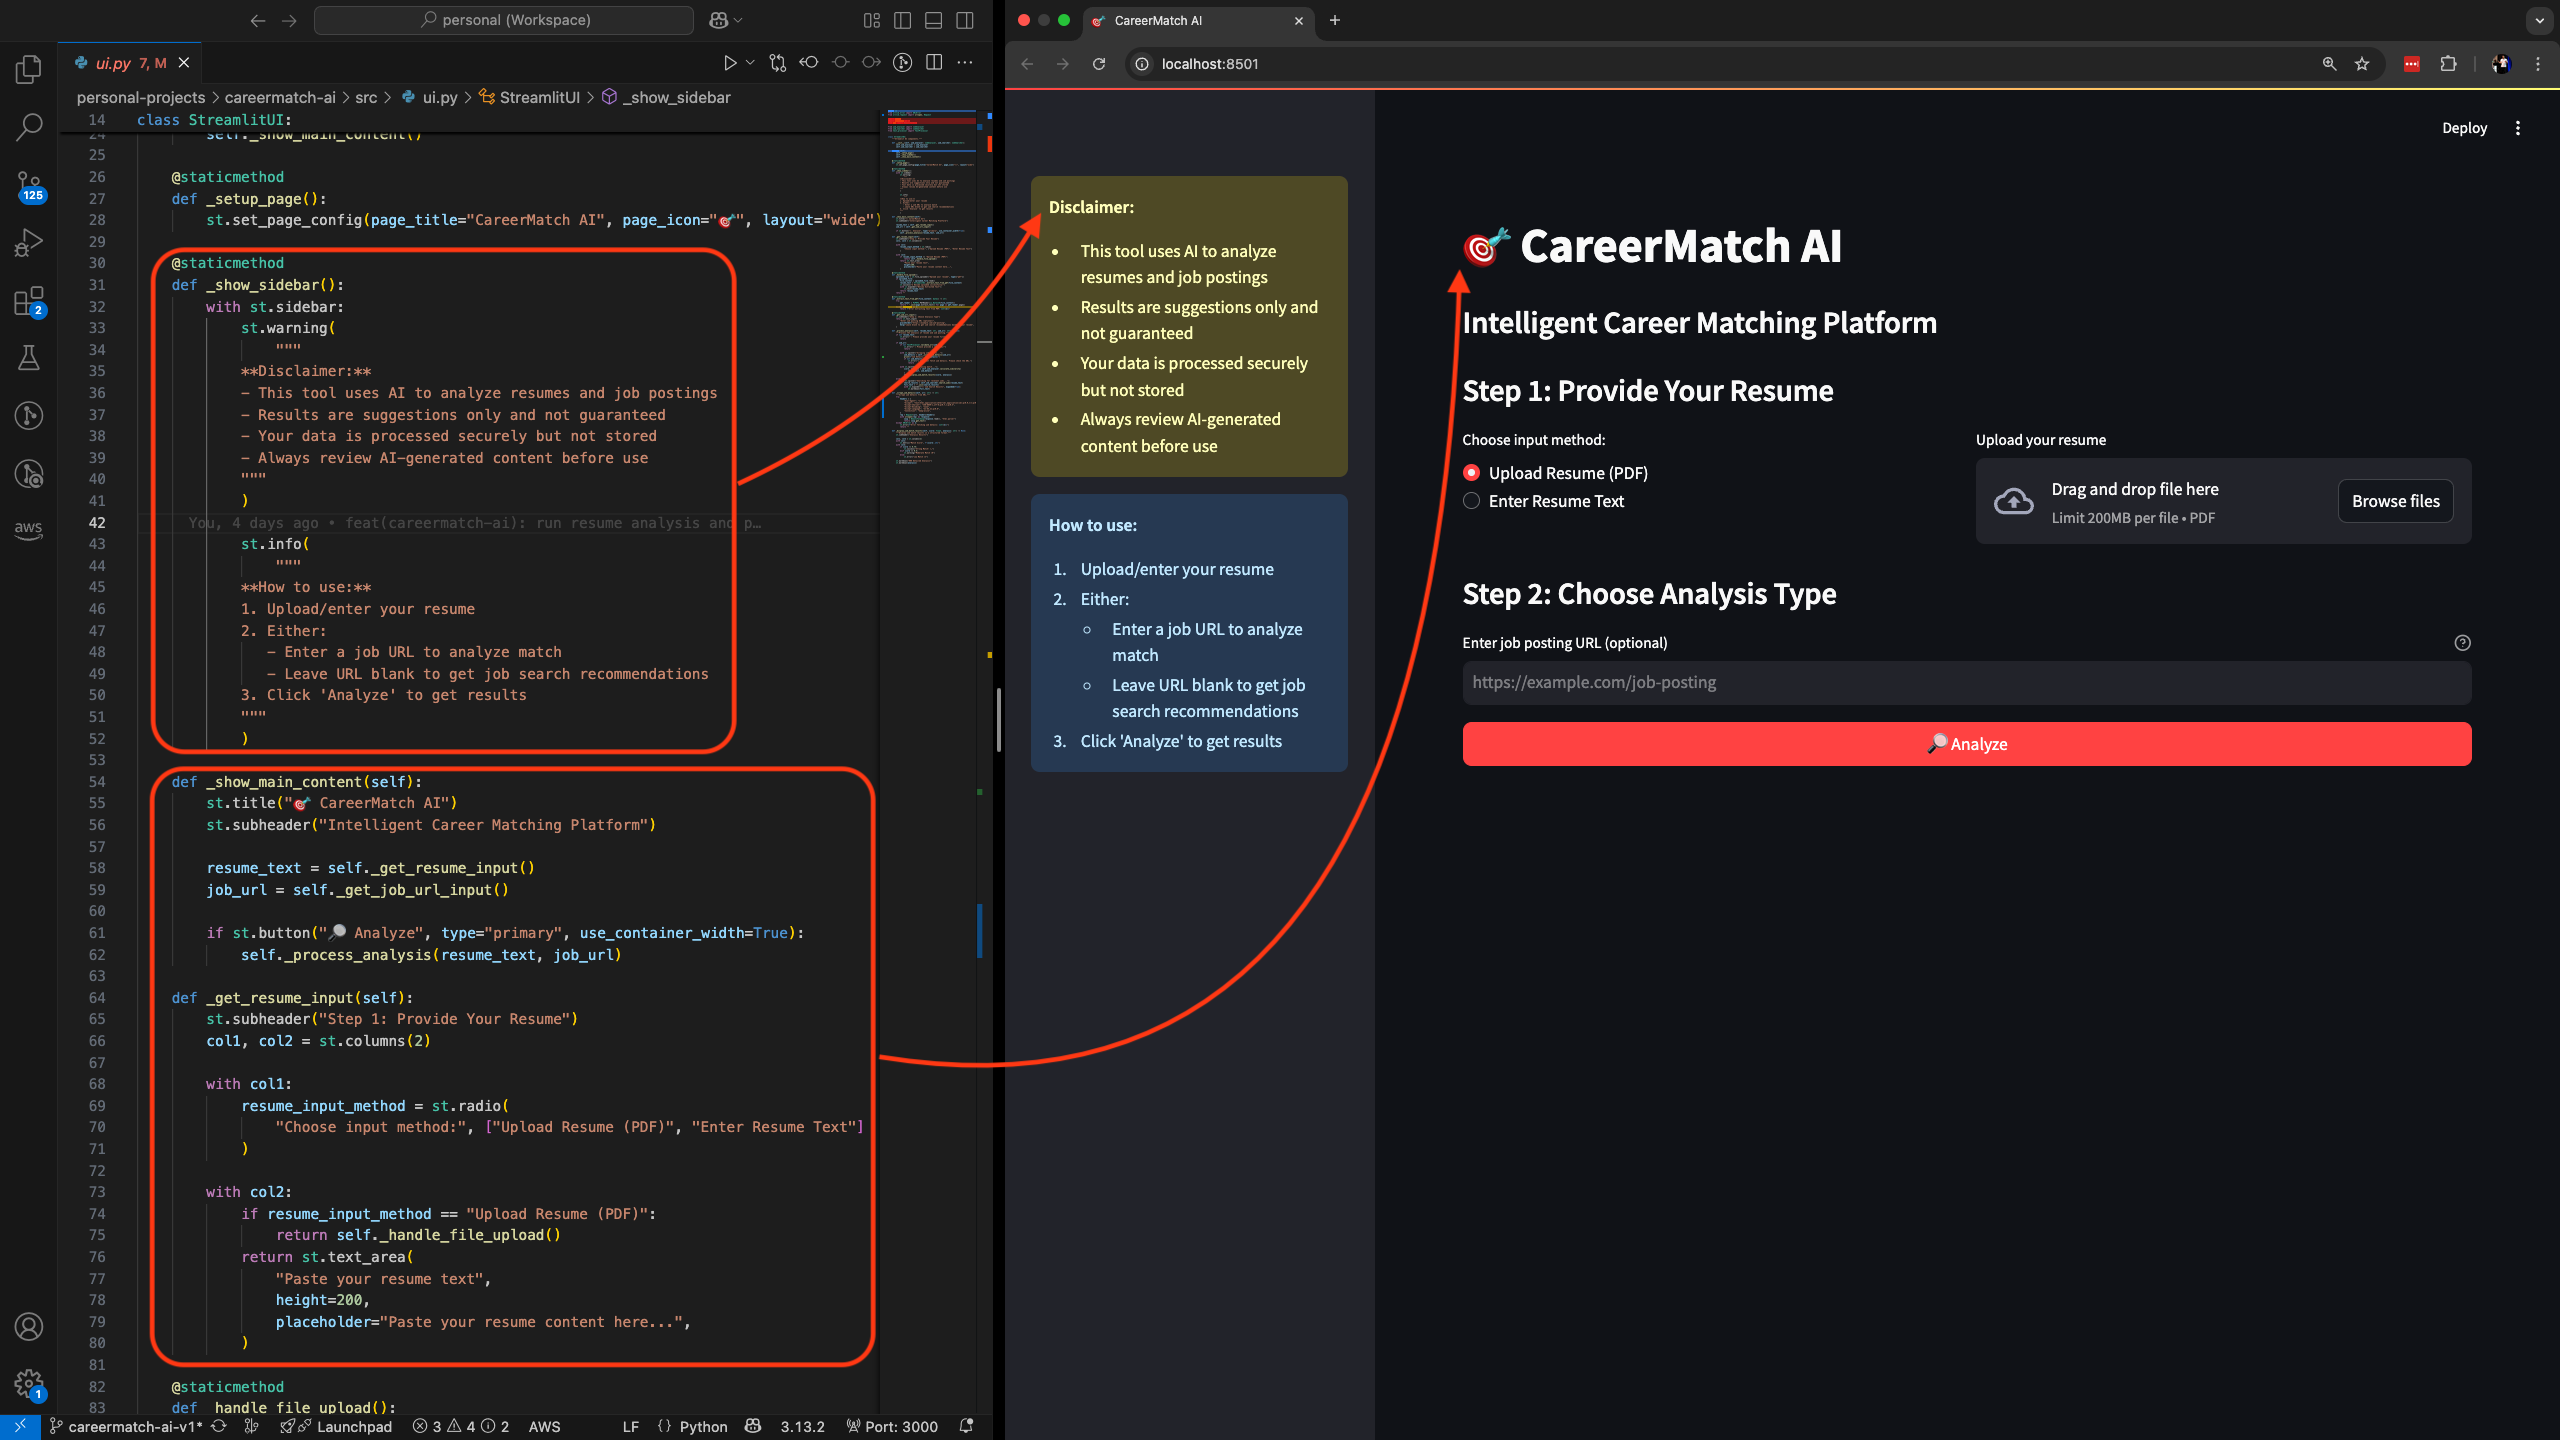 personal (Workspace)
ui.py 7, M
personal-projects > careermatch-ai > src > ui.py > StreamlitUI > _show_sidebar
14 class StreamlitUI:
24 self._show_main_content()
25
26 @staticmethod
27 def _setup_page():
28 st.set_page_config(page_title="CareerMatch AI", page_icon="🎯", layout="wide")
29
30 @staticmethod
31 def _show_sidebar():
32 with st.sidebar:
33 st.warning(
34 """
35 **Disclaimer:**
36 - This tool uses AI to analyze resumes and job postings
37 - Results are suggestions only and not guaranteed
38 - Your data is processed securely but not stored
39 - Always review AI-generated content before use
40 """
41 )
42 You, 4 days ago • feat(careermatch-ai): run resume analysis and p…
43 st.info(
44 """
45 **How to use:**
46 1. Upload/enter your resume
47 2. Either:
48 - Enter a job URL to analyze match
49 - Leave URL blank to get job search recommendations
50 3. Click 'Analyze' to get results
51 """
52 )
53
54 def _show_main_content(self):
55 st.title("🎯 CareerMatch AI")
56 st.subheader("Intelligent Career Matching Platform")
57
58 resume_text = self._get_resume_input()
59 job_url = self._get_job_url_input()
60
61 if st.button("🔎 Analyze", type="primary", use_container_width=True):
62 self._process_analysis(resume_text, job_url)
63
64 def _get_resume_input(self):
65 st.subheader("Step 1: Provide Your Resume")
66 col1, col2 = st.columns(2)
67
68 with col1:
69 resume_input_method = st.radio(
70 "Choose input method:", ["Upload Resume (PDF)", "Enter Resume Text"]
71 )
72
73 with col2:
74 if resume_input_method == "Upload Resume (PDF)":
75 return self._handle_file_upload()
76 return st.text_area(
77 "Paste your resume text",
78 height=200,
79 placeholder="Paste your resume content here...",
80 )
81
82 @staticmethod
83 def _handle_file_upload():
125
2
aws
1
careermatch-ai-v1* Launchpad 3 4 2 AWS LF {} Python 3.13.2 Port: 3000
CareerMatch AI
localhost:8501
Deploy
Disclaimer:
• This tool uses AI to analyze
resumes and job postings
• Results are suggestions only and
not guaranteed
• Your data is processed securely
but not stored
• Always review AI-generated
content before use
How to use:
1. Upload/enter your resume
2. Either:
Enter a job URL to analyze
match
Leave URL blank to get job
search recommendations
3. Click 'Analyze' to get results
🎯 CareerMatch AI
Intelligent Career Matching Platform
Step 1: Provide Your Resume
Choose input method:
Upload Resume (PDF)
Enter Resume Text
Upload your resume
Drag and drop file here
Limit 200MB per file • PDF
Browse files
Step 2: Choose Analysis Type
Enter job posting URL (optional)
https://example.com/job-posting
🔎 Analyze